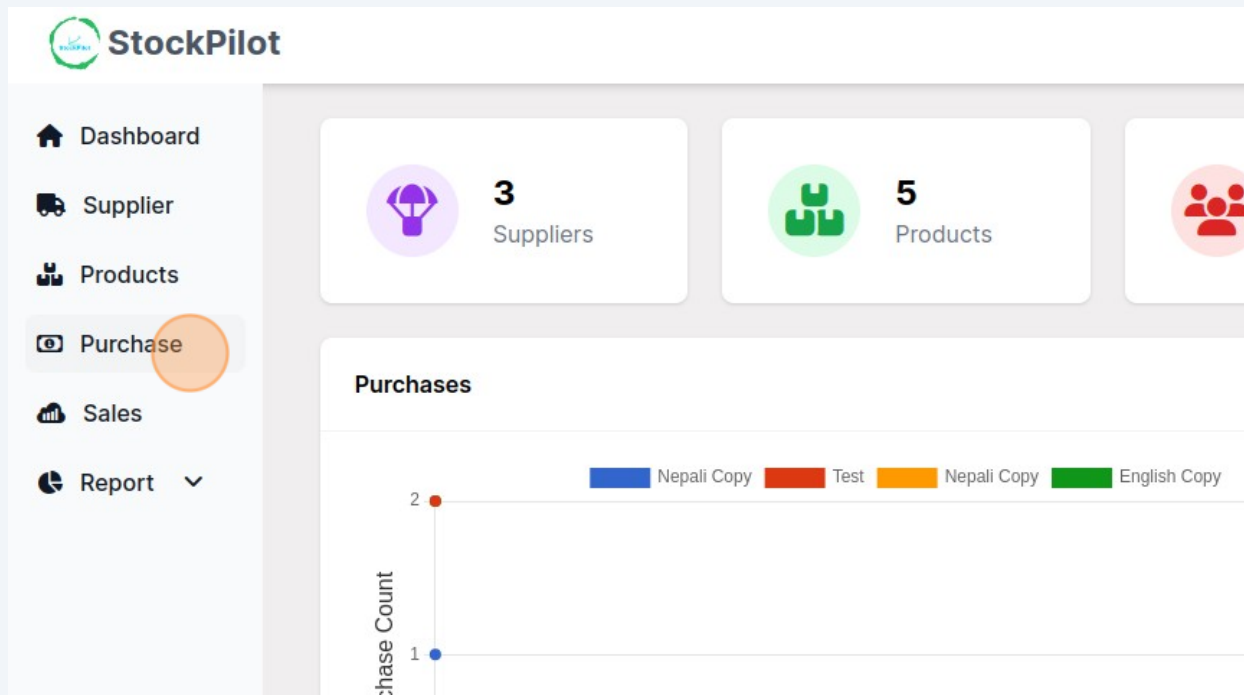 StockPilot
Dashboard
Supplier
Products
Purchase
Sales
Report
3
Suppliers
5
Products
Purchases
Nepali Copy
Test
Nepali Copy
English Copy
2
1
Count